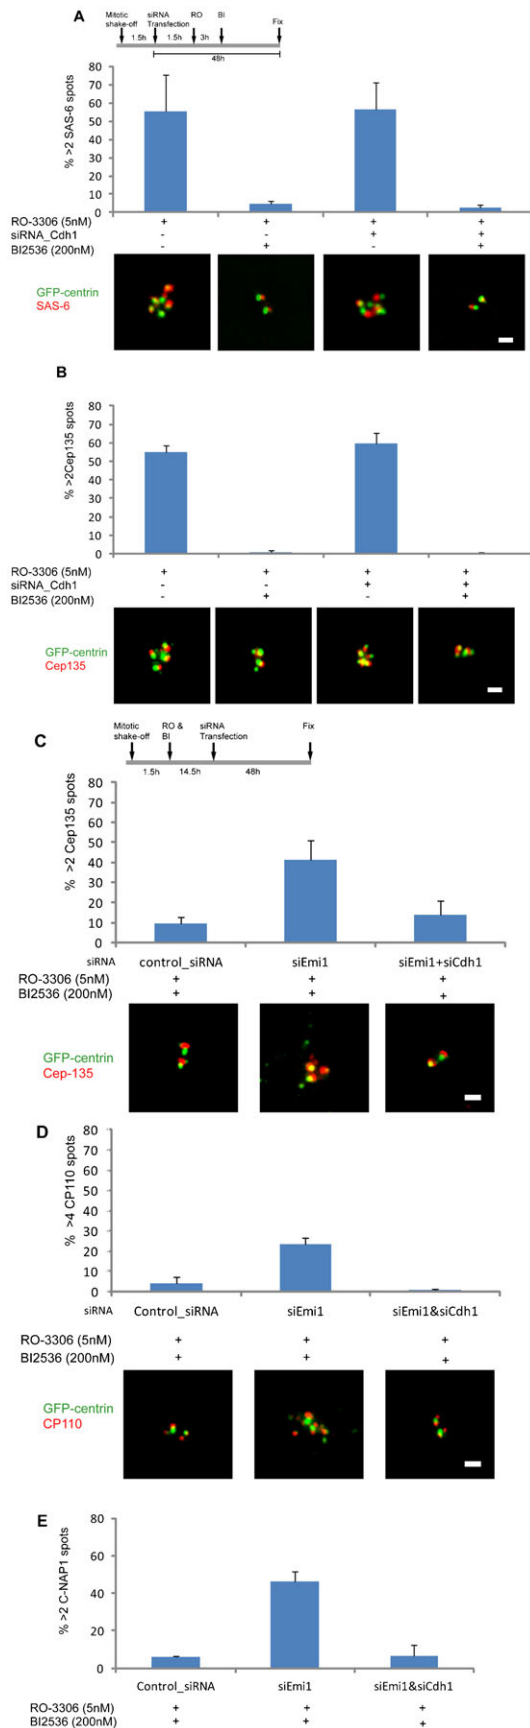 A
Mitotic siRNA RO BI Fix
shake-off Transfection
1.5h 1.5h 3h
48h
% >2 SAS-6 spots
80
70
60
50
40
30
20
10
0
RO-3306 (5nM) + + + +
siRNA_Cdh1 - - + +
BI2536 (200nM) - + - +
GFP-centrin
SAS-6
B
% >2Cep135 spots
80
70
60
50
40
30
20
10
0
RO-3306 (5nM) + + + +
siRNA_Cdh1 - - + +
BI2536 (200nM) - + - +
GFP-centrin
Cep135
C
Mitotic RO & siRNA Fix
shake-off BI Transfection
1.5h 14.5h 48h
% >2 Cep135 spots
80
70
60
50
40
30
20
10
0
siRNA control_siRNA siEmi1 siEmi1+siCdh1
RO-3306 (5nM) + + +
BI2536 (200nM) + + +
GFP-centrin
Cep-135
D
% >4 CP110 spots
80
70
60
50
40
30
20
10
0
siRNA Control_siRNA siEmi1 siEmi1&siCdh1
RO-3306 (5nM) + + +
BI2536 (200nM) + + +
GFP-centrin
CP110
E
% >2 C-NAP1 spots
80
60
40
20
0
Control_siRNA siEmi1 siEmi1&siCdh1
RO-3306 (5nM) + + +
BI2536 (200nM) + + +